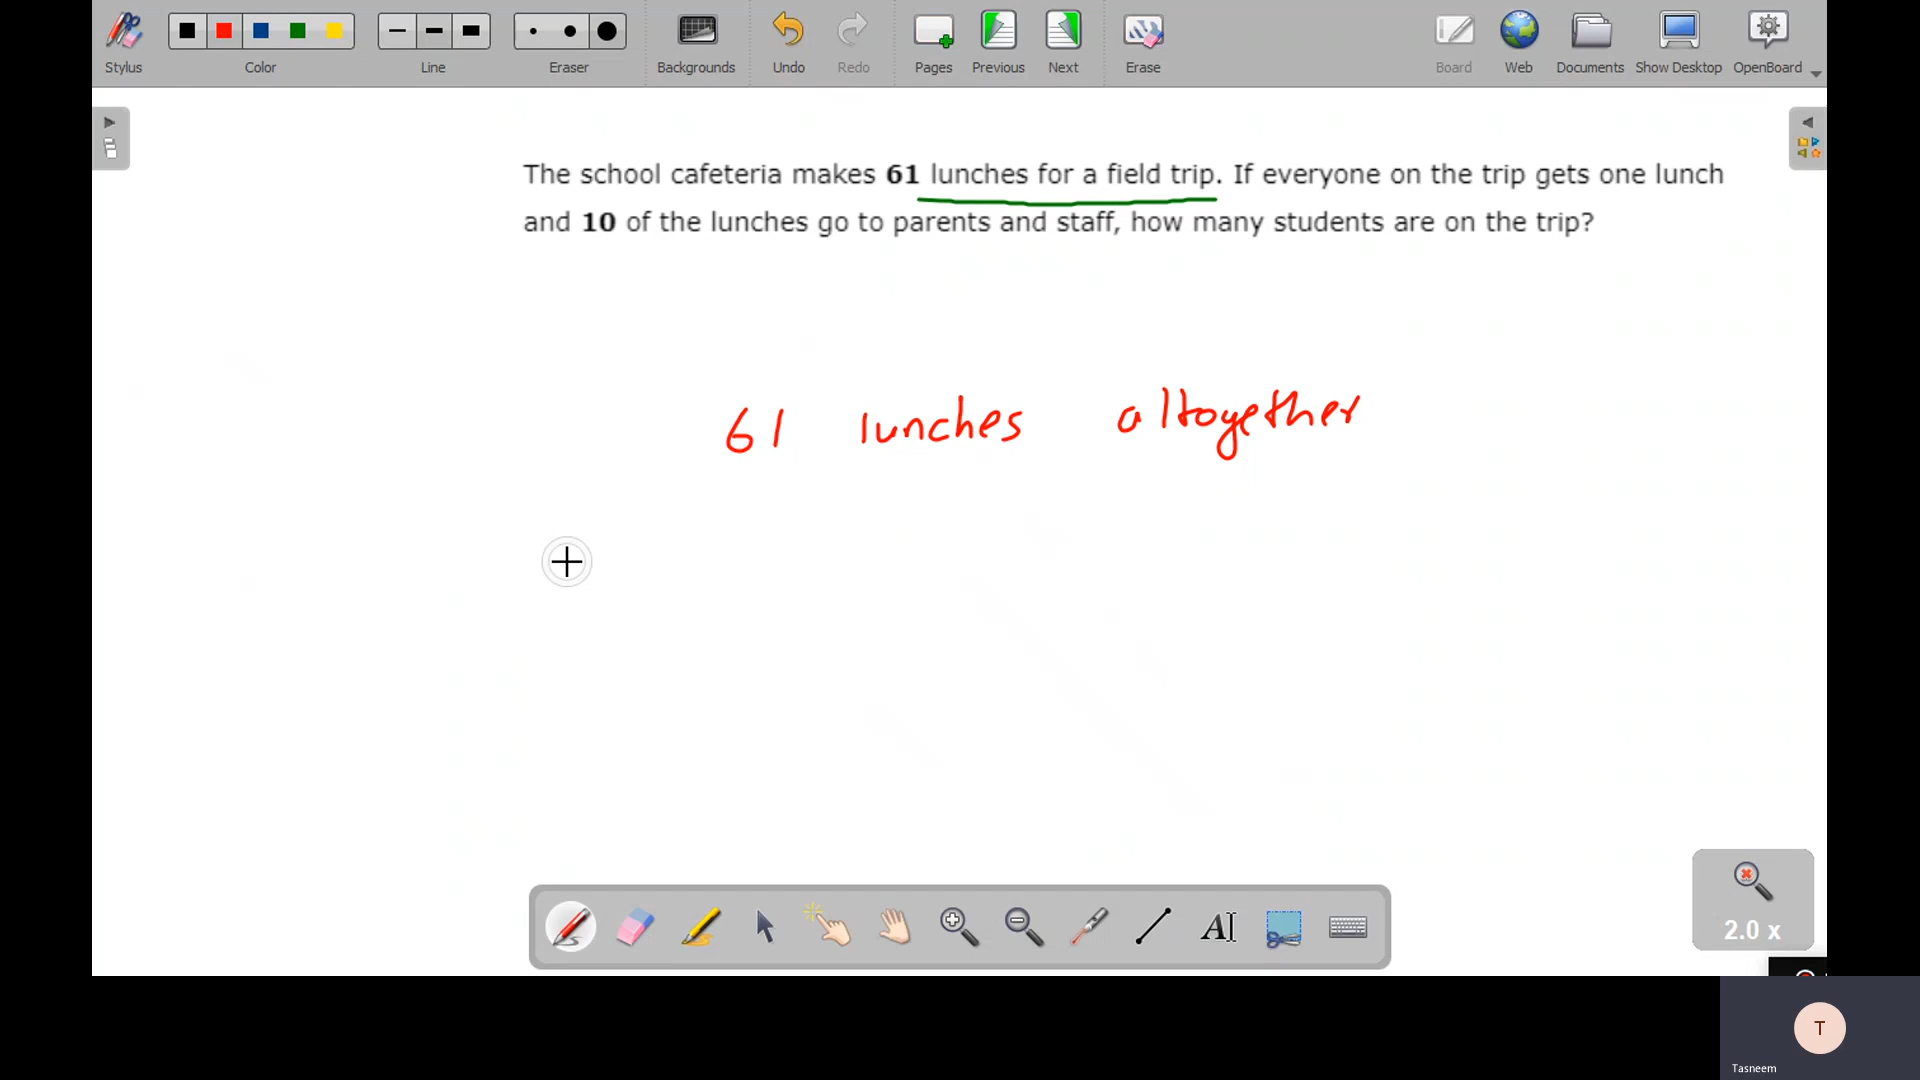 Stylus Color Line Eraser Backgrounds Undo Redo Pages Previous Next Erase Board Web Documents Show Desktop OpenBoard
The school cafeteria makes 61 lunches for a field trip. If everyone on the trip gets one lunch
and 10 of the lunches go to parents and staff, how many students are on the trip?
61 lunches altogether
AI
2.0 x
T
Tasneem